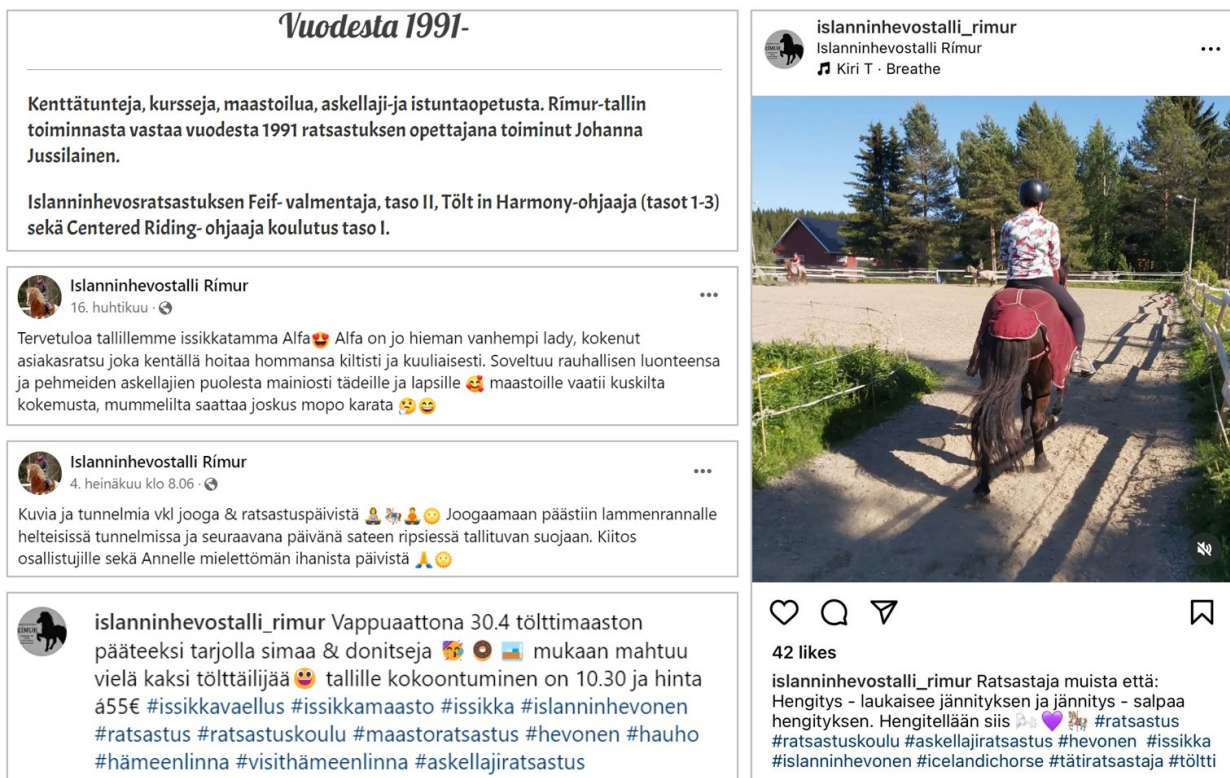 Vuodesta 1991-
Kenttätunteja, kursseja, maastoilua, askellaji-ja istuntaopetusta. Rímur-tallin
toiminnasta vastaa vuodesta 1991 ratsastuksen opettajana toiminut Johanna
Jussilainen.
Islanninhevosratsastuksen Feif- valmentaja, taso II, Tölt in Harmony-ohjaaja (tasot 1-3)
sekä Centered Riding- ohjaaja koulutus taso I.
Islanninhevostalli Rímur
16. huhtikuu ·
Tervetuloa tallillemme issikkatamma Alfa😍 Alfa on jo hieman vanhempi lady, kokenut
asiakasratsu joka kentällä hoitaa hommansa kiltisti ja kuuliaisesti. Soveltuu rauhallisen luonteensa
ja pehmeiden askellajien puolesta mainiosti tädeille ja lapsille 🥰 maastoille vaatii kuskilta
kokemusta, mummelilta saattaa joskus mopo karata 🤔😄
Islanninhevostalli Rímur
4. heinäkuu klo 8.06 ·
Kuvia ja tunnelmia vkl jooga & ratsastuspäivistä 🧘‍♀️🎠🧘🌞 Joogaamaan päästiin lammenrannalle
helteisissä tunnelmissa ja seuraavana päivänä sateen ripsiessä tallituvan suojaan. Kiitos
osallistujille sekä Annelle mielettömän ihanista päivistä 🙏🌞
islanninhevostalli_rimur Vappuaattona 30.4 tölttimaaston
pääteeksi tarjolla simaa & donitseja 🥳 🍩 mukaan mahtuu
vielä kaksi tölttäilijää😀 tallille kokoontuminen on 10.30 ja hinta
á55€ #issikkavaellus #issikkamaasto #issikka #islanninhevonen
#ratsastus #ratsastuskoulu #maastoratsastus #hevonen #hauho
#hämeenlinna #visithämeenlinna #askellajiratsastus
islanninhevostalli_rimur
Islanninhevostalli Rímur
Kiri T · Breathe
42 likes
islanninhevostalli_rimur Ratsastaja muista että:
Hengitys - laukaisee jännityksen ja jännitys - salpaa
hengityksen. Hengitellään siis 🌬️ 💜 🎠 #ratsastus
#ratsastuskoulu #askellajiratsastus #hevonen #issikka
#islanninhevonen #icelandichorse #tätiratsastaja #töltti